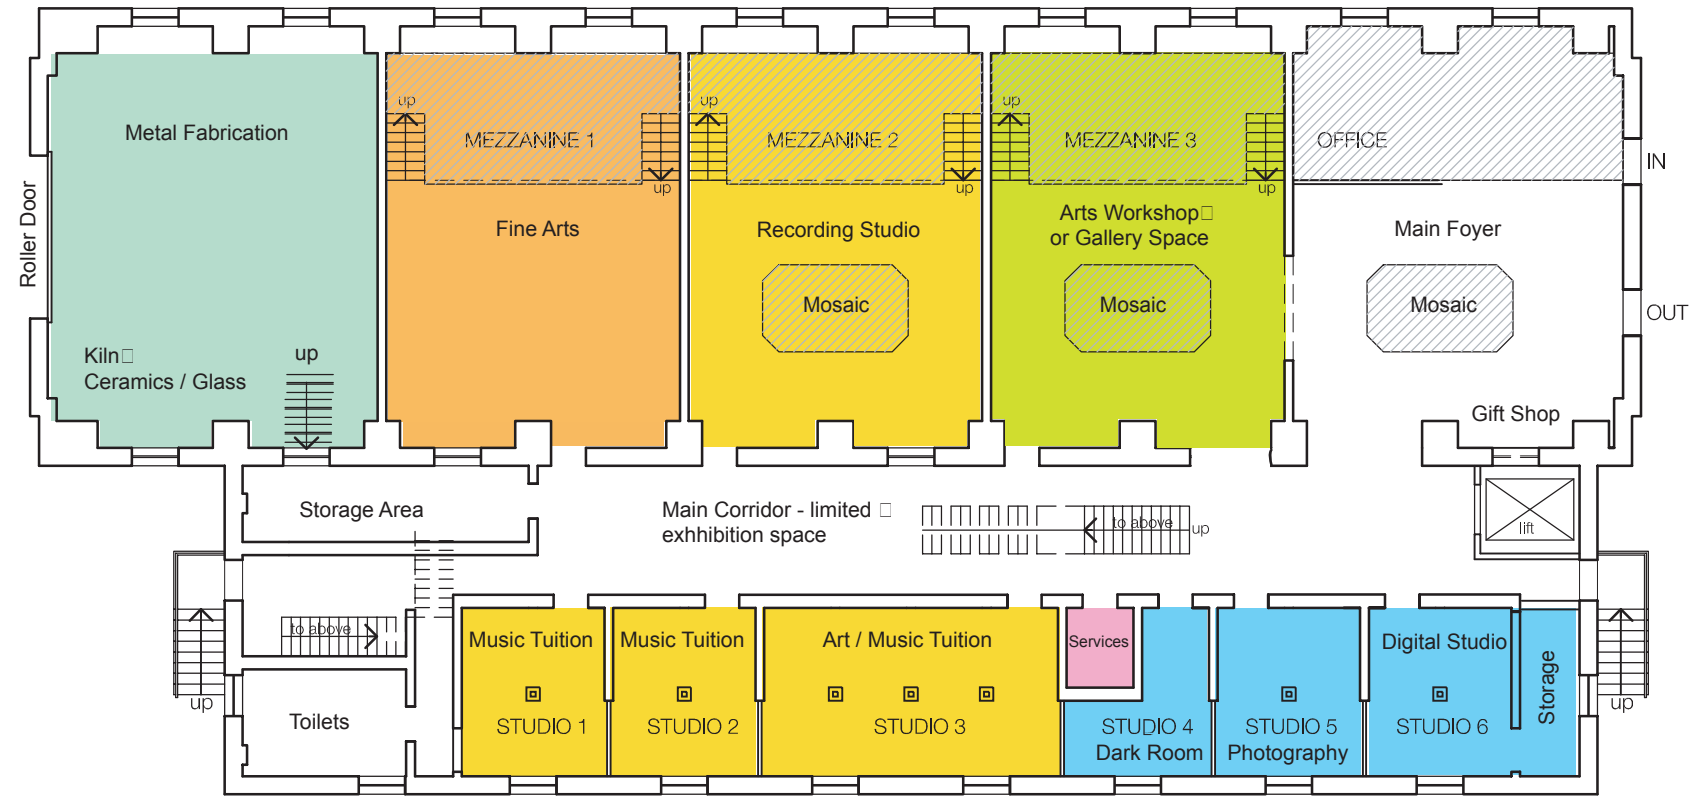 Metal Fabrication
Roller Door
Kiln
Ceramics / Glass
up
up
MEZZANINE 1
up
Fine Arts
up
MEZZANINE 2
up
Recording Studio
Mosaic
up
MEZZANINE 3
up
Arts Workshop
or Gallery Space
Mosaic
OFFICE
IN
Main Foyer
Mosaic
OUT
Gift Shop
Storage Area
Main Corridor - limited
exhhibition space
to above
up
lift
to above
up
Toilets
Music Tuition
STUDIO 1
Music Tuition
STUDIO 2
Art / Music Tuition
STUDIO 3
Services
STUDIO 4
Dark Room
STUDIO 5
Photography
Digital Studio
STUDIO 6
Storage
up